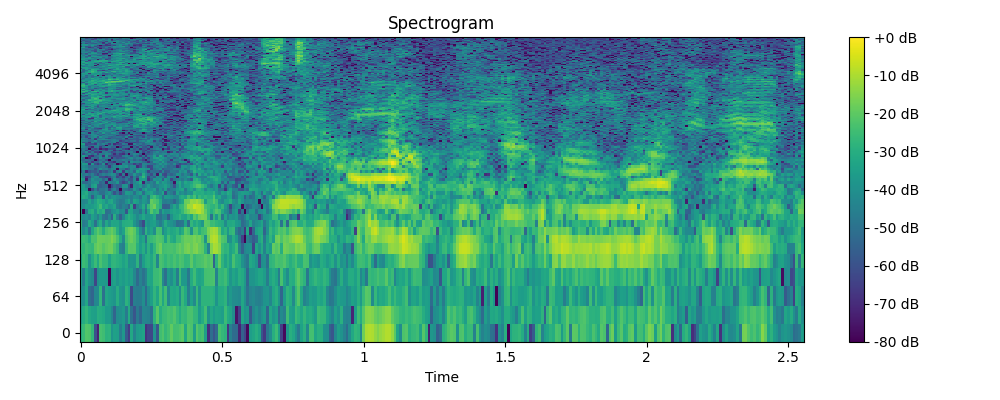 Spectrogram
Hz
4096
2048
1024
512
256
128
64
0
0
0.5
1
1.5
2
2.5
Time
+0 dB
-10 dB
-20 dB
-30 dB
-40 dB
-50 dB
-60 dB
-70 dB
-80 dB